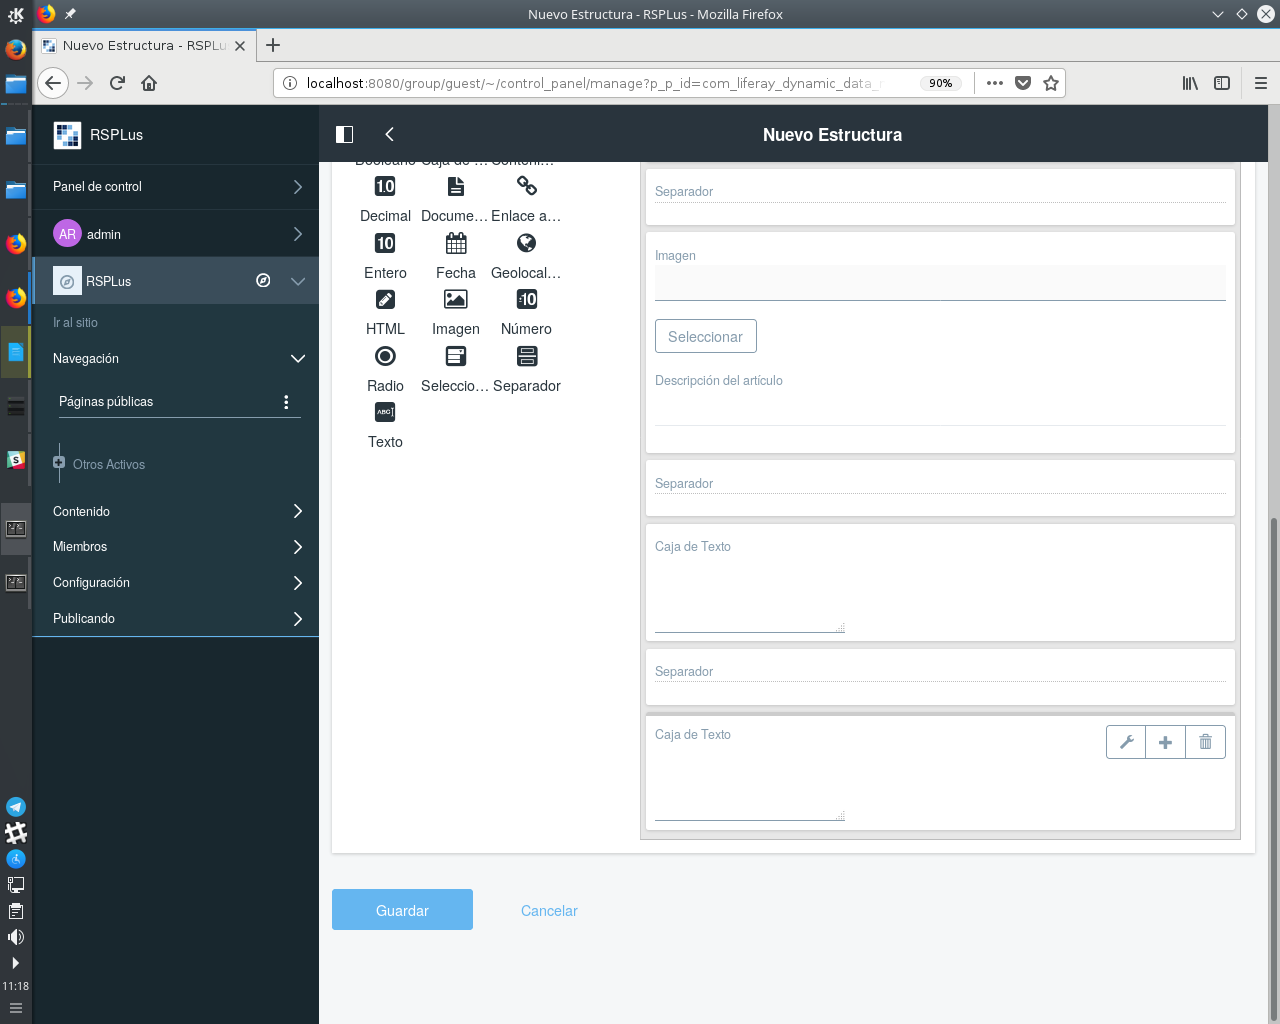 Nuevo Estructura - RSPLus - Mozilla Firefox
Nuevo Estructura - RSPLu
localhost:8080/group/guest/~/control_panel/manage?p_p_id=com_liferay_dynamic_data_
90%
RSPLus
Nuevo Estructura
Panel de control
AR admin
RSPLus
Ir al sitio
Navegación
Páginas públicas
Otros Activos
Contenido
Miembros
Configuración
Publicando
Booleano Caja de ... Conteni...
1.0
Decimal Docume... Enlace a...
10
Entero Fecha Geolocal...
10
HTML Imagen Número
Radio Seleccio... Separador
ABC
Texto
Separador
Imagen
Seleccionar
Descripción del artículo
Separador
Caja de Texto
Separador
Caja de Texto
Guardar Cancelar
11:18